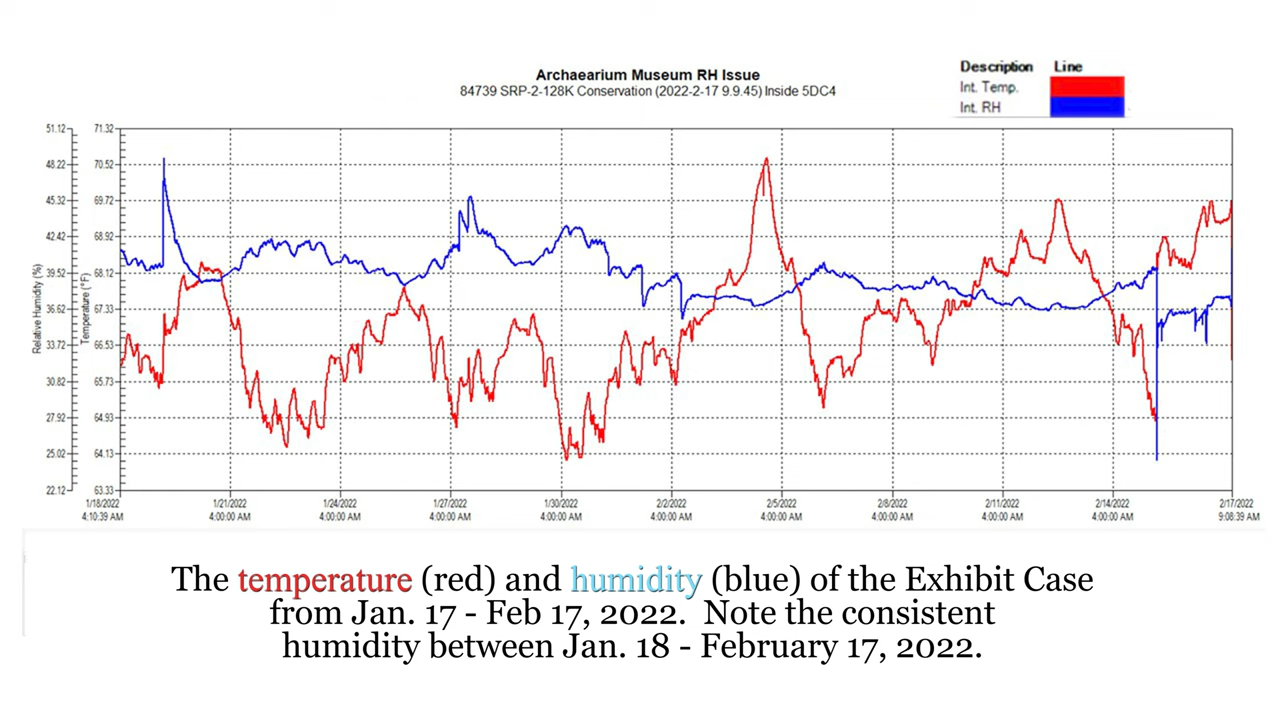 Archaearium Museum RH Issue
84739 SRP-2-128K Conservation (2022-2-17 9.9.45) Inside 5DC4
Description Line
Int. Temp.
Int. RH
Relative Humidity (%)
51.12
48.22
45.32
42.42
39.52
36.62
33.72
30.82
27.92
25.02
22.12
Temperature (°F)
71.32
70.52
69.72
68.92
68.12
67.33
66.53
65.73
64.93
64.13
63.33
1/18/2022 1/21/2022 1/24/2022 1/27/2022 1/30/2022 2/2/2022 2/5/2022 2/8/2022 2/11/2022 2/14/2022 2/17/2022
4:10:39 AM 4:00:00 AM 4:00:00 AM 4:00:00 AM 4:00:00 AM 4:00:00 AM 4:00:00 AM 4:00:00 AM 4:00:00 AM 4:00:00 AM 9:08:39 AM
The temperature (red) and humidity (blue) of the Exhibit Case
from Jan. 17 - Feb 17, 2022. Note the consistent
humidity between Jan. 18 - February 17, 2022.